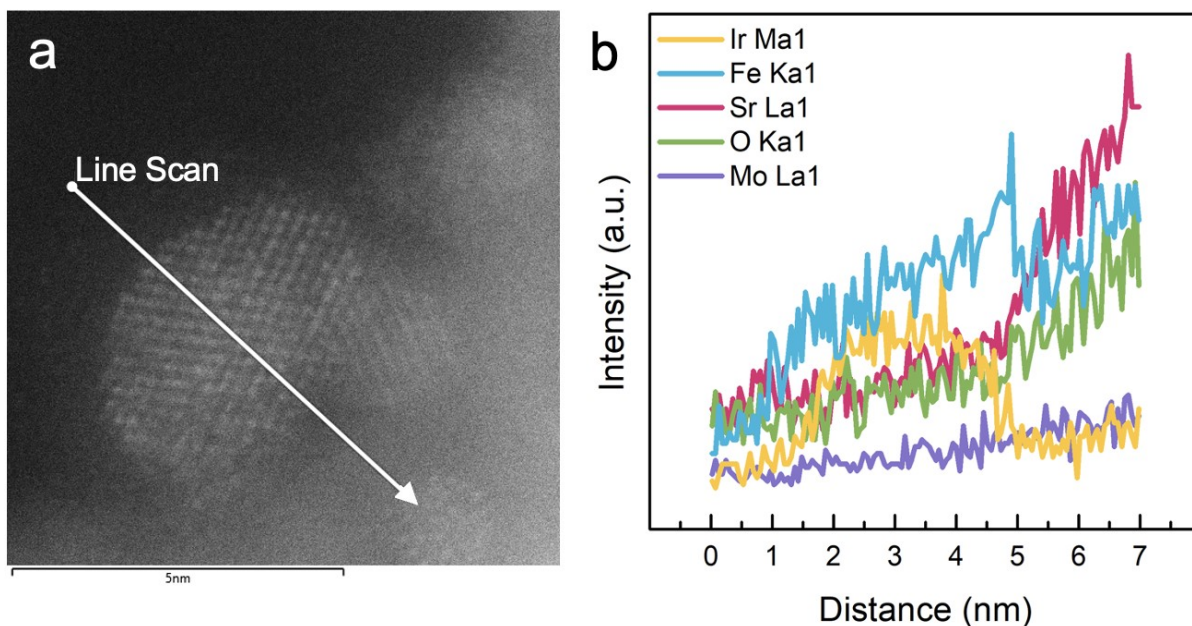 a
Line Scan
5nm
b
Ir Ma1
Fe Ka1
Sr La1
O Ka1
Mo La1
Intensity (a.u.)
0 1 2 3 4 5 6 7
Distance (nm)